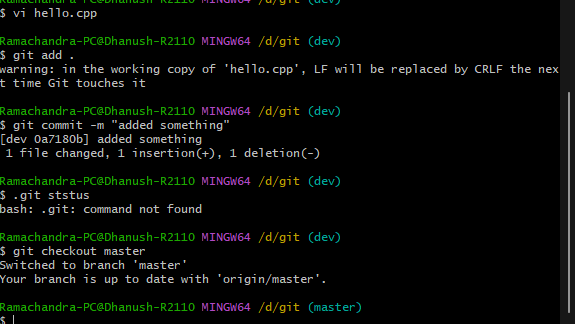 Ramachandra-PC@Dhanush-R2110 MINGW64 /d/git (dev)
$ vi hello.cpp
Ramachandra-PC@Dhanush-R2110 MINGW64 /d/git (dev)
$ git add .
warning: in the working copy of 'hello.cpp', LF will be replaced by CRLF the nex
t time Git touches it
Ramachandra-PC@Dhanush-R2110 MINGW64 /d/git (dev)
$ git commit -m "added something"
[dev 0a7180b] added something
1 file changed, 1 insertion(+), 1 deletion(-)
Ramachandra-PC@Dhanush-R2110 MINGW64 /d/git (dev)
$ .git ststus
bash: .git: command not found
Ramachandra-PC@Dhanush-R2110 MINGW64 /d/git (dev)
$ git checkout master
Switched to branch 'master'
Your branch is up to date with 'origin/master'.
Ramachandra-PC@Dhanush-R2110 MINGW64 /d/git (master)
$